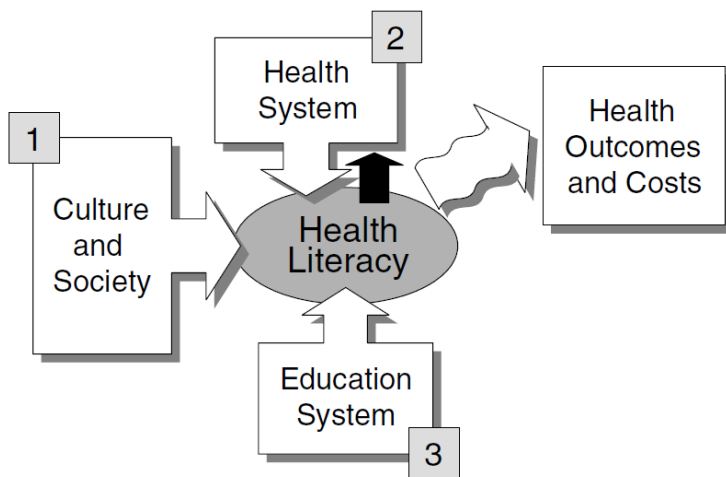 1
Culture
and
Society
2
Health
System
Health
Literacy
Education
System
3
Health
Outcomes
and Costs